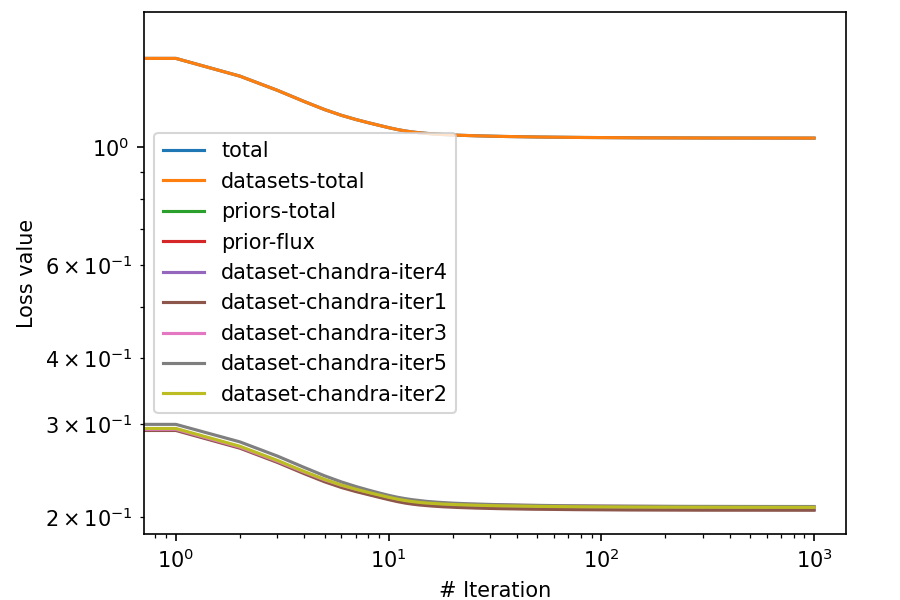 10⁰
6 × 10⁻¹
4 × 10⁻¹
3 × 10⁻¹
2 × 10⁻¹
Loss value
total
datasets-total
priors-total
prior-flux
dataset-chandra-iter4
dataset-chandra-iter1
dataset-chandra-iter3
dataset-chandra-iter5
dataset-chandra-iter2
10⁰ 10¹ 10² 10³
# Iteration